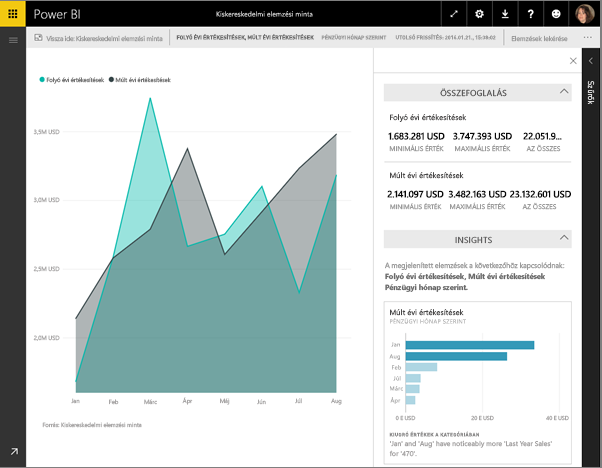 Power BI
Kiskereskedelmi elemzési minta
Vissza ide: Kiskereskedelmi elemzési minta
FOLYÓ ÉVI ÉRTÉKESÍTÉSEK, MÚLT ÉVI ÉRTÉKESÍTÉSEK
PÉNZÜGYI HÓNAP SZERINT
UTOLSÓ FRISSÍTÉS: 2016.01.21., 15:39:02
Elemzések lekérése
...
Szűrők
Folyó évi értékesítések
Múlt évi értékesítések
3,5M USD
3,0M USD
2,5M USD
2,0M USD
Jan
Feb
Márc
Ápr
Máj
Jún
Júl
Aug
Forrás: Kiskereskedelmi elemzési minta
ÖSSZEFOGLALÁS
Folyó évi értékesítések
1.683.281 USD 3.747.393 USD 22.051.9...
MINIMÁLIS ÉRTÉK MAXIMÁLIS ÉRTÉK AZ ÖSSZES
Múlt évi értékesítések
2.141.097 USD 3.482.163 USD 23.132.601 USD
MINIMÁLIS ÉRTÉK MAXIMÁLIS ÉRTÉK AZ ÖSSZES
INSIGHTS
A megjelenített elemzések a következőhöz kapcsolódnak:
Folyó évi értékesítések, Múlt évi értékesítések
Pénzügyi hónap szerint.
Múlt évi értékesítések
PÉNZÜGYI HÓNAP SZERINT
Jan
Aug
Feb
Júl
Márc
Ápr
0 E USD 20 E USD 40 E USD
KIUGRÓ ÉRTÉKEK A KATEGÓRIÁBAN
'Jan' and 'Aug' have noticeably more 'Last Year Sales'
for '470'.